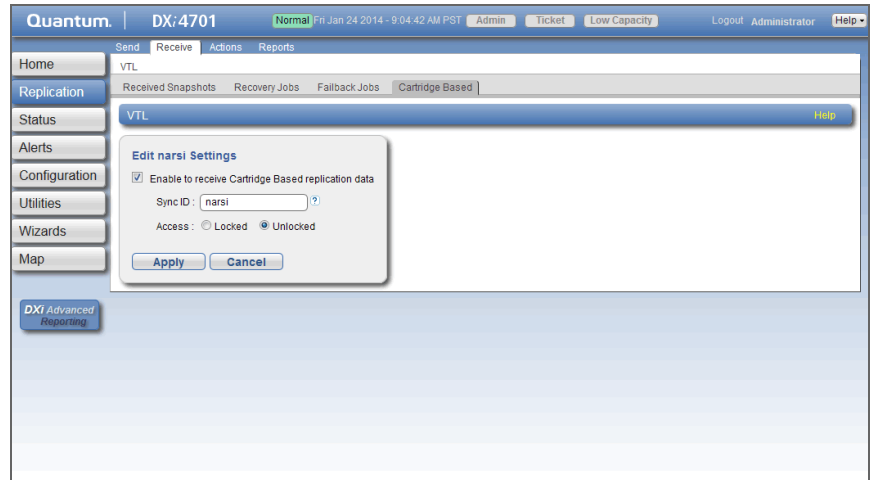 Quantum. DXi4701 Normal Fri Jan 24 2014 - 9:04:42 AM PST Admin Ticket Low Capacity Logout Administrator Help
Send Receive Actions Reports
Home
VTL
Replication
Received Snapshots Recovery Jobs Failback Jobs Cartridge Based
Status
VTL Help
Alerts
Configuration
Utilities
Wizards
Map
Edit narsi Settings
Enable to receive Cartridge Based replication data
Sync ID : narsi ?
Access : Locked Unlocked
Apply Cancel
DXi Advanced
Reporting